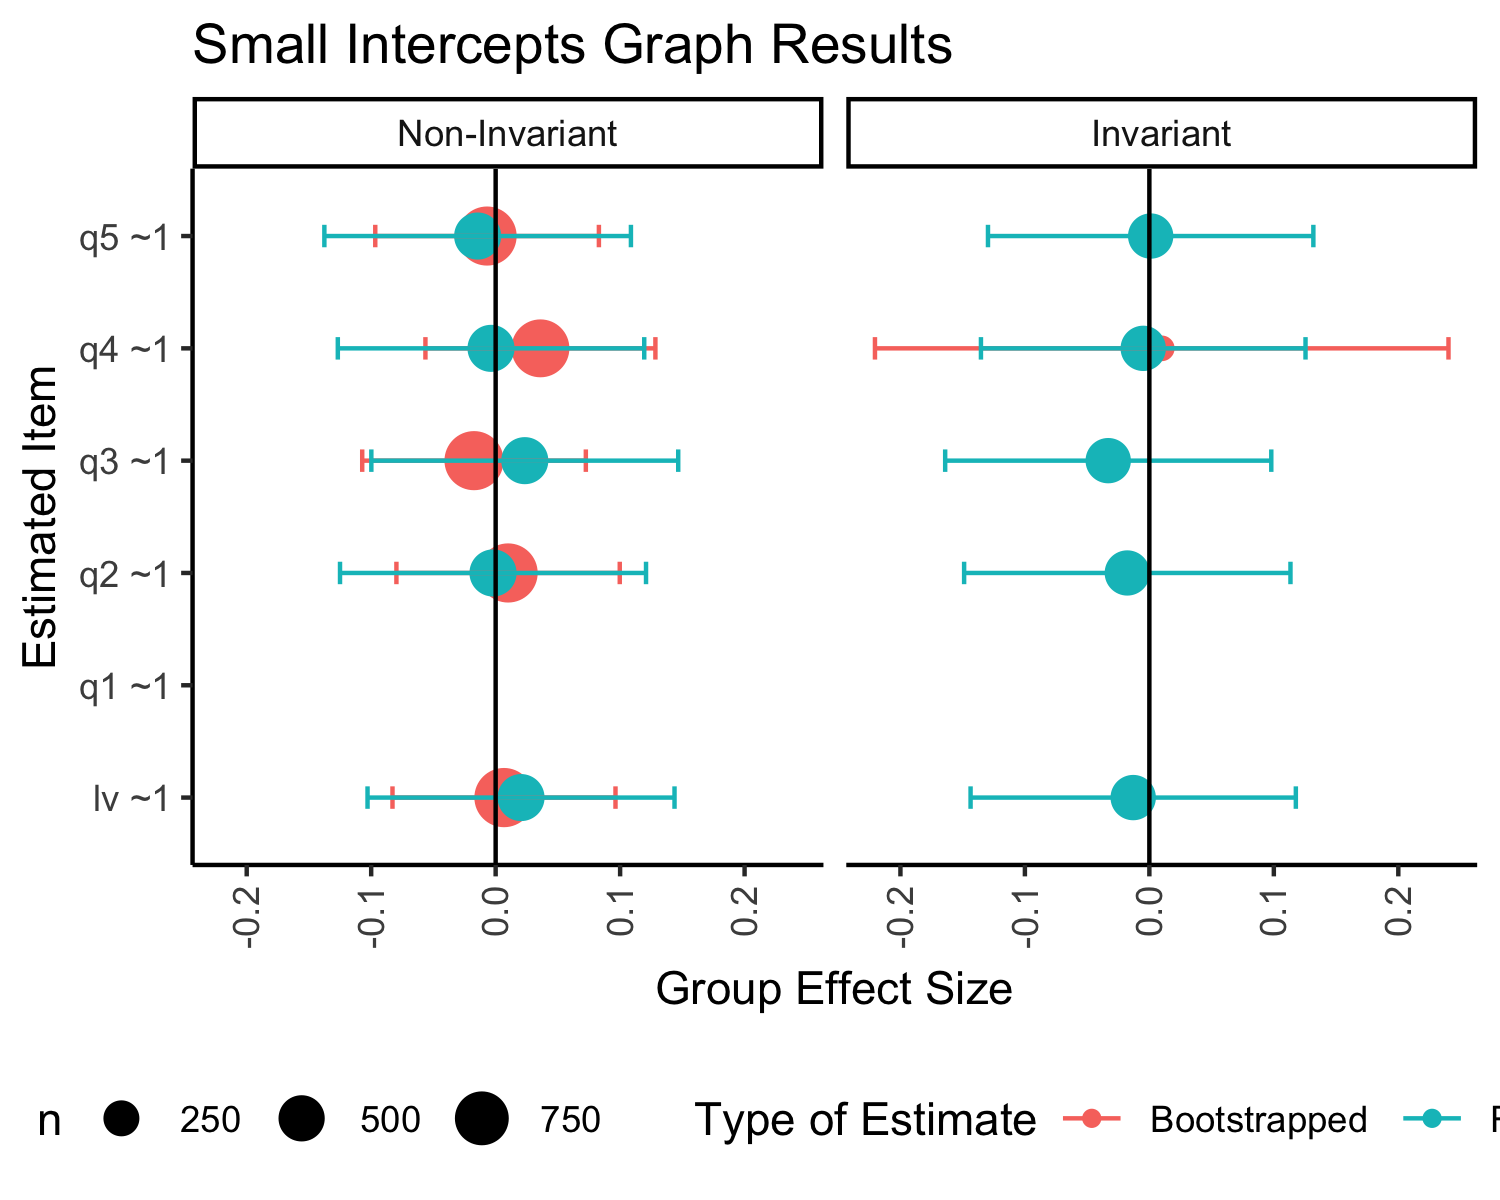 Small Intercepts Graph Results
Non-Invariant Invariant
Estimated Item
q5 ~1
q4 ~1
q3 ~1
q2 ~1
q1 ~1
lv ~1
-0.2 -0.1 0.0 0.1 0.2 -0.2 -0.1 0.0 0.1 0.2
Group Effect Size
n 250 500 750 Type of Estimate Bootstrapped